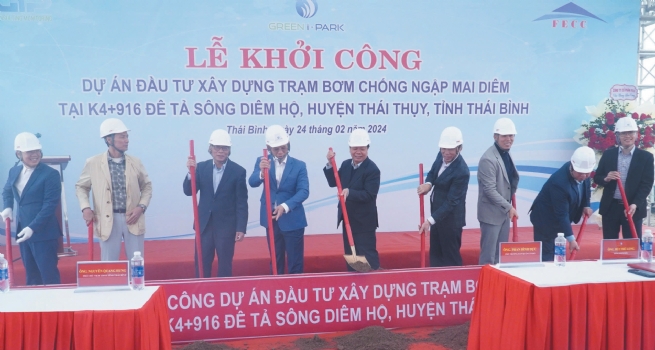 GREEN i-PARK
FECC
LỄ KHỞI CÔNG
DỰ ÁN ĐẦU TƯ XÂY DỰNG TRẠM BƠM CHỐNG NGẬP MAI DIÊM
TẠI K4+916 ĐÊ TẢ SÔNG DIÊM HỘ, HUYỆN THÁI THỤY, TỈNH THÁI BÌNH
Thái Bình, ngày 24 tháng 02 năm 2024
CÔNG DỰ ÁN ĐẦU TƯ XÂY DỰNG TRẠM BƠ
K4+916 ĐÊ TẢ SÔNG DIÊM HỘ, HUYỆN THÁ